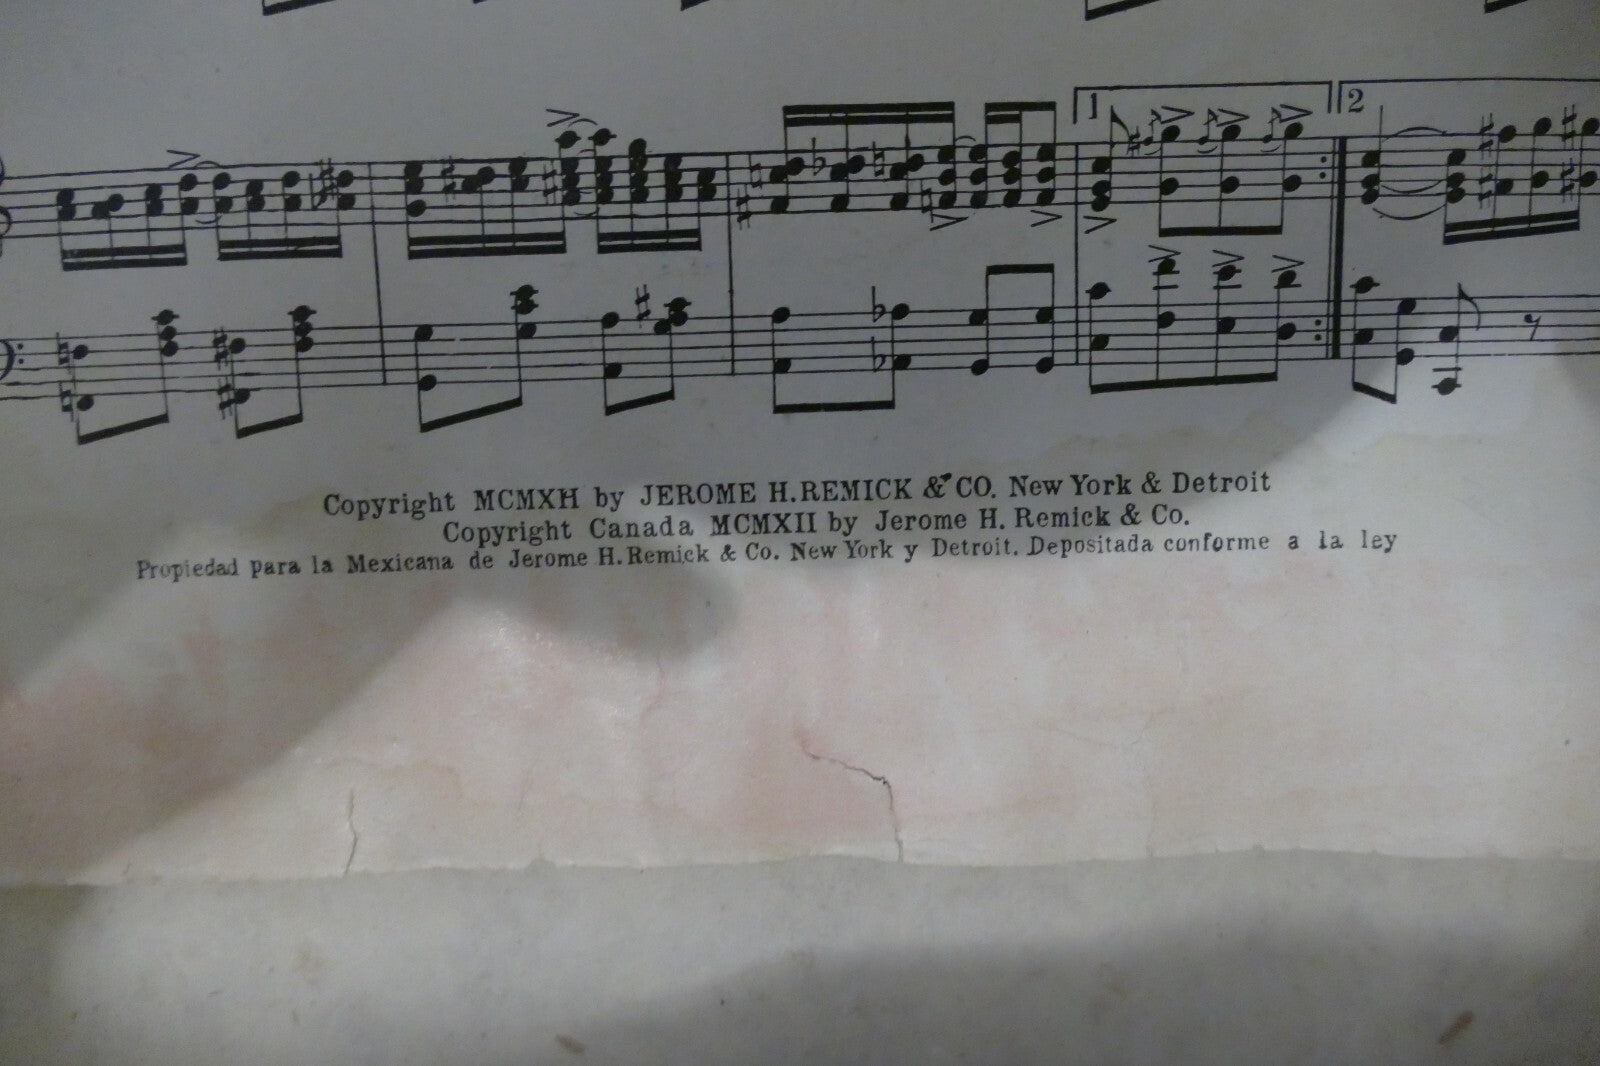 1
2
Copyright MCMXII by JEROME H. REMICK & CO. New York & Detroit
Copyright Canada MCMXII by Jerome H. Remick & Co.
Propiedad para la Mexicana de Jerome H. Remick & Co. New York y Detroit. Depositada conforme a la ley